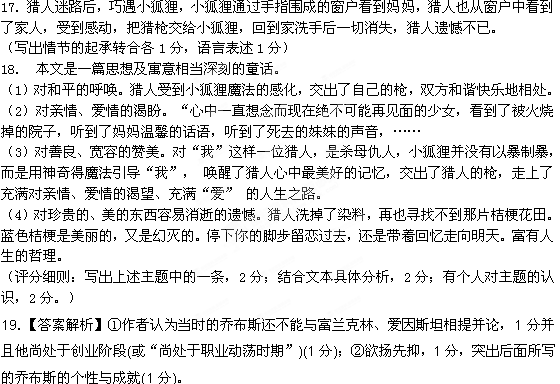 17. 猎人迷路后，巧遇小狐狸，小狐狸通过手指围成的窗户看到妈妈，猎人也从窗户中看到
了家人，受到感动，把猎枪交给小狐狸，回到家洗手后一切消失，猎人遗憾不已。
（写出情节的起承转合各 1 分，语言表述 1 分）
18. 本文是一篇思想及寓意相当深刻的童话。
（1）对和平的呼唤。猎人受到小狐狸魔法的感化，交出了自己的枪，双方和谐快乐地相处。
（2）对亲情、爱情的渴盼。“心中一直想念而现在绝不可能再见面的少女，看到了被火烧
掉的院子，听到了妈妈温馨的话语，听到了死去的妹妹的声音，……
（3）对善良、宽容的赞美。对“我”这样一位猎人，是杀母仇人，小狐狸并没有以暴制暴，
而是用神奇得魔法引导“我”， 唤醒了猎人心中最美好的记忆，交出了猎人的枪，走上了
充满对亲情、爱情的渴望、充满“爱” 的人生之路.
（4）对珍贵的、美的东西容易消逝的遗憾。猎人洗掉了染料，再也寻找不到那片桔梗花田。
蓝色桔梗是美丽的，又是幻灭的。停下你的脚步留恋过去，还是带着回忆走向明天。富有人
生的哲理。
（评分细则：写出上述主题中的一条，2 分；结合文本具体分析，2 分；有个人对主题的认
识，2 分。）
19.【答案解析】①作者认为当时的乔布斯还不能与富兰克林、爱因斯坦相提并论，1 分并
且他尚处于创业阶段(或“尚处于职业动荡时期”)(1 分)；②欲扬先抑，1 分，突出后面所写
的乔布斯的个性与成就(1 分)。